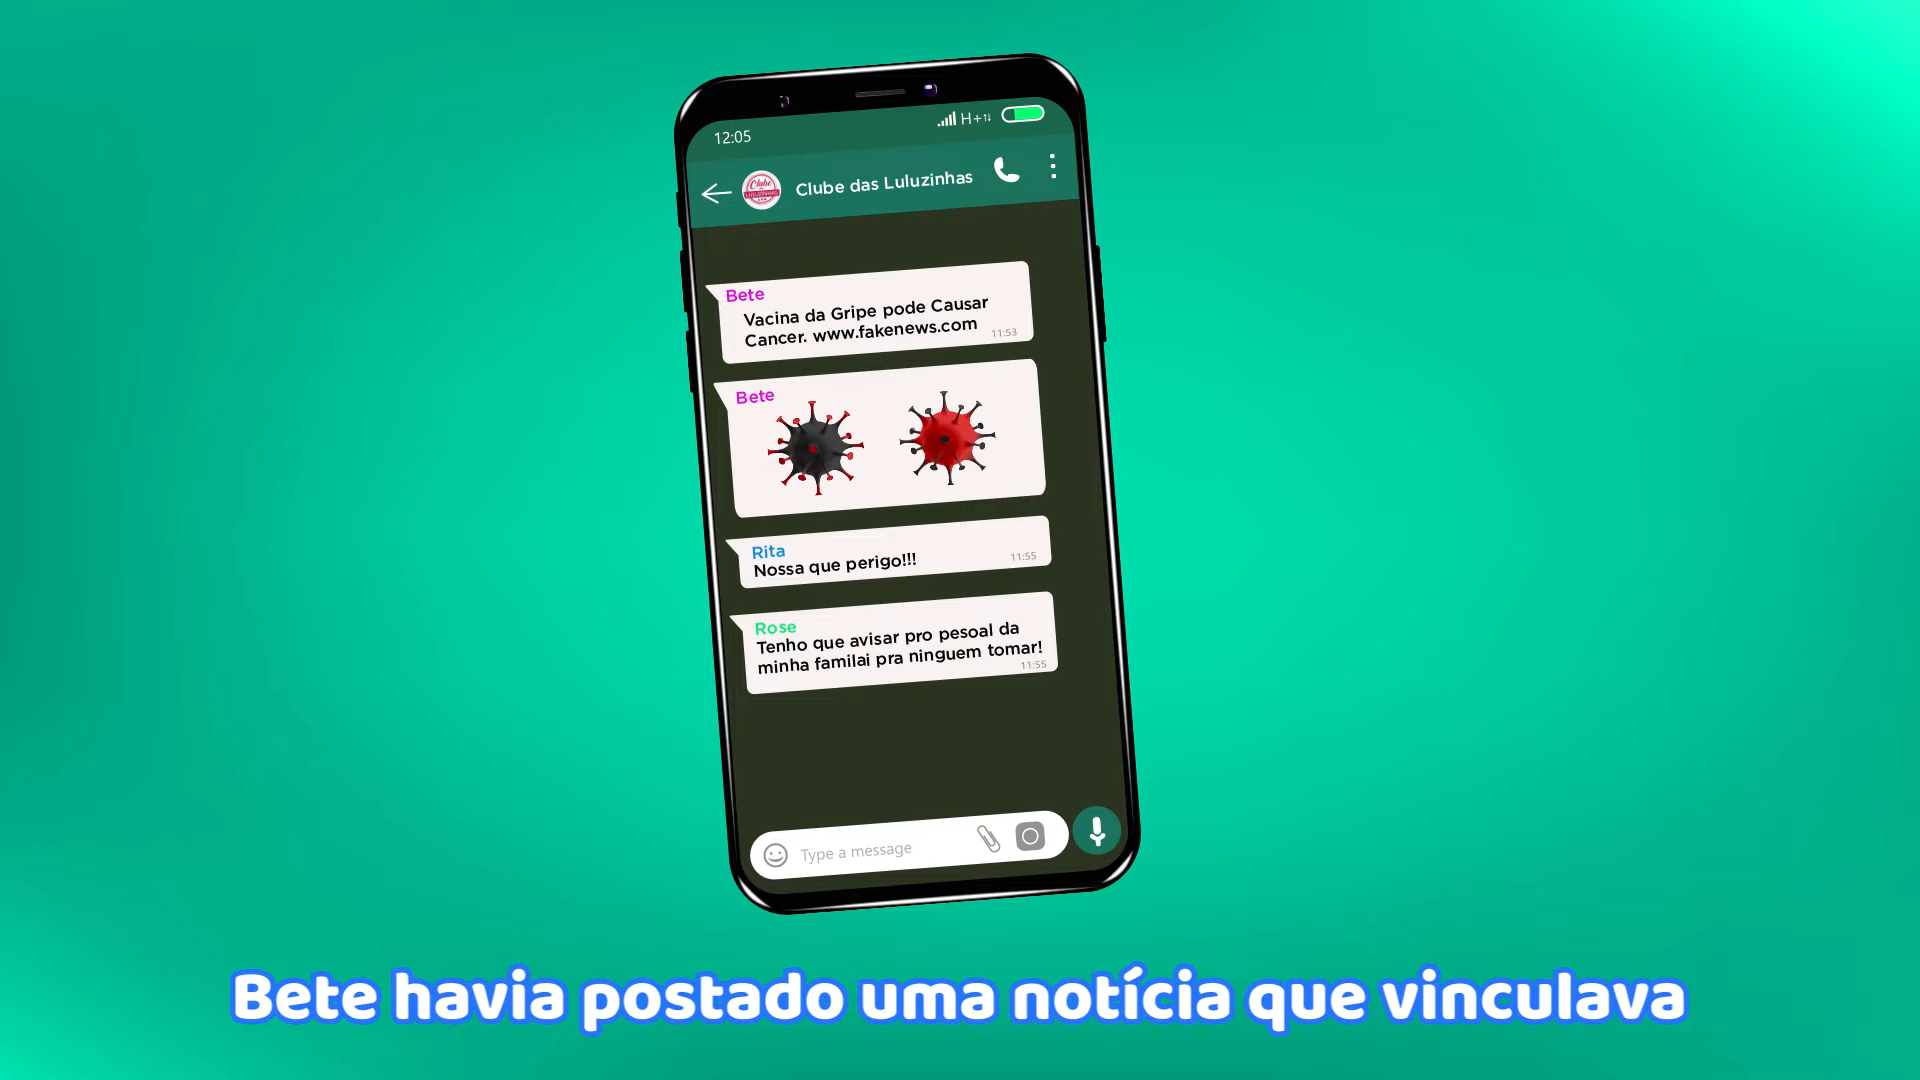 12:05
H+
Clube das Luluzinhas
Clube
LULUZINHAS
Bete
Vacina da Gripe pode Causar
Cancer. www.fakenews.com
11:53
Bete
Rita
Nossa que perigo!!!
11:55
Rose
Tenho que avisar pro pesoal da
minha familai pra ninguem tomar!
11:55
Type a message
Bete havia postado uma notícia que vinculava